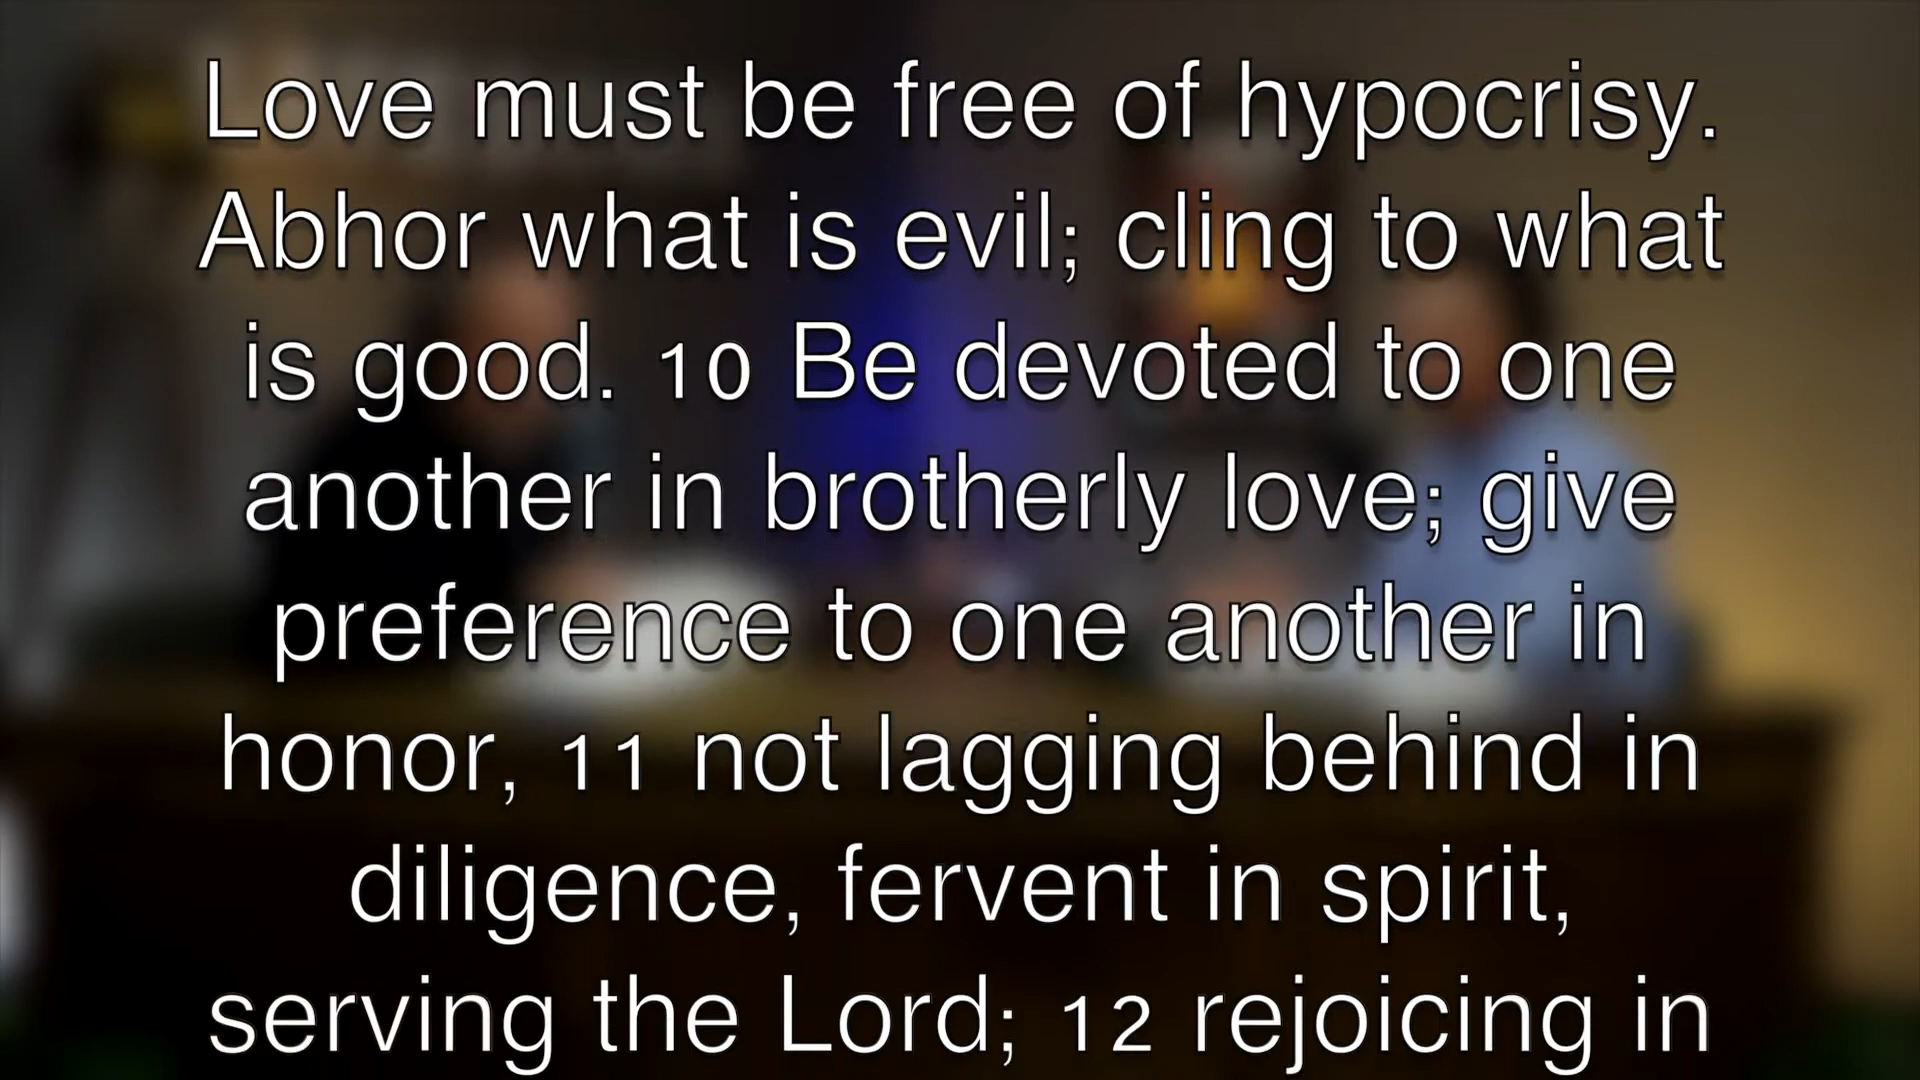 Love must be free of hypocrisy.
Abhor what is evil; cling to what
is good. 10 Be devoted to one
another in brotherly love; give
preference to one another in
honor, 11 not lagging behind in
diligence, fervent in spirit,
serving the Lord; 12 rejoicing in